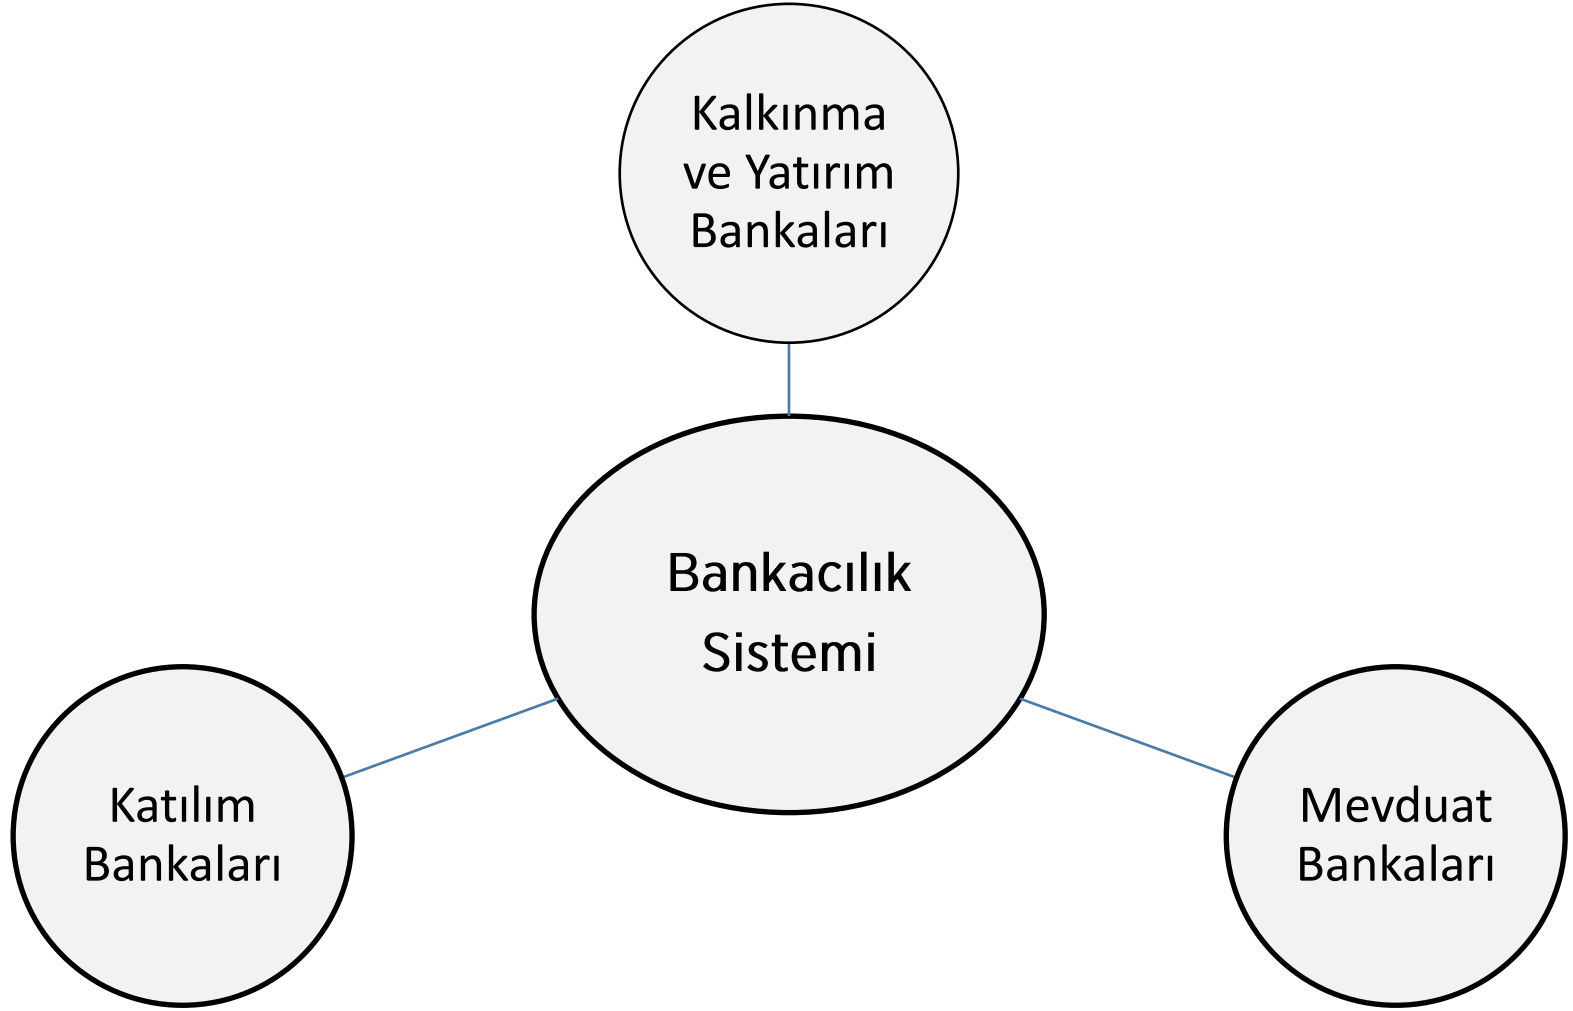 Kalkınma
ve Yatırım
Bankaları
Bankacılık
Sistemi
Katılım
Bankaları
Mevduat
Bankaları